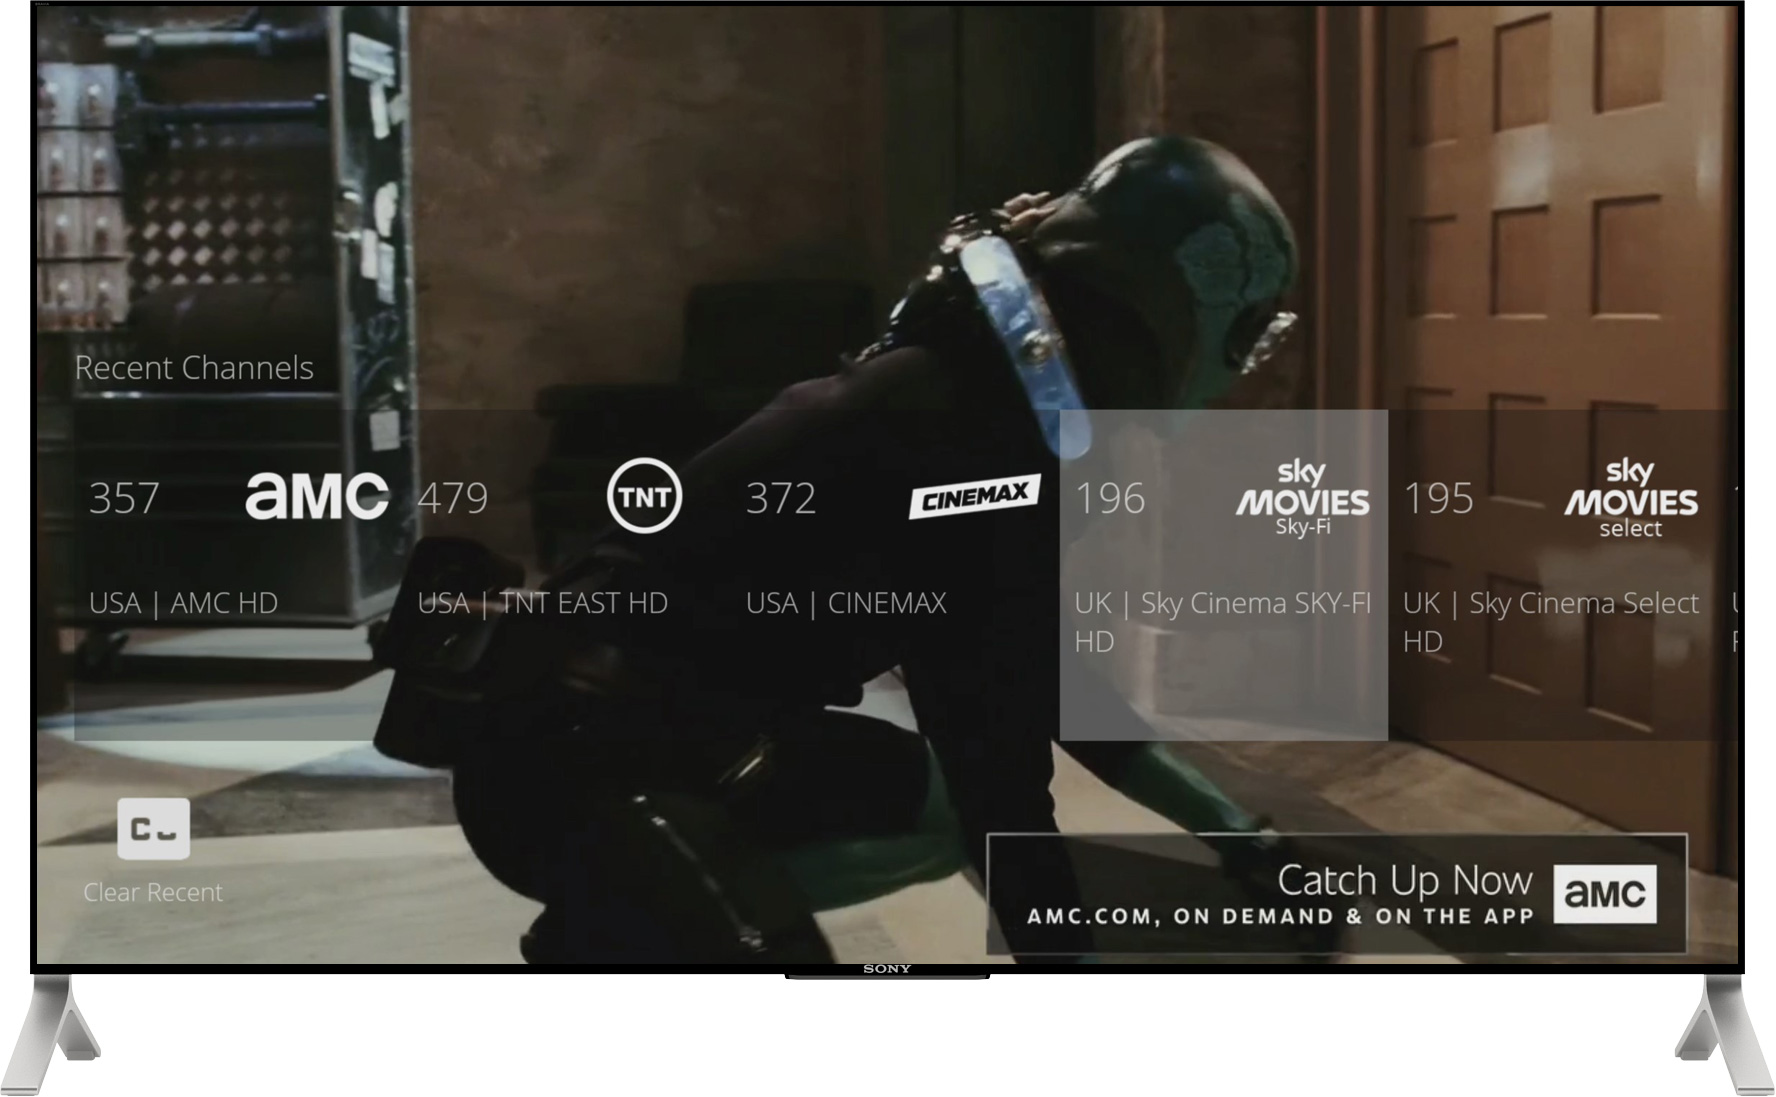 Recent Channels
357
aMC
479
TNT
372
CINEMAX
196
sky
MOVIES
Sky-Fi
195
sky
MOVIES
select
USA | AMC HD
USA | TNT EAST HD
USA | CINEMAX
UK | Sky Cinema SKY-FI
HD
UK | Sky Cinema Select
HD
Clear Recent
Catch Up Now
AMC.COM, ON DEMAND & ON THE APP
aMC
SONY